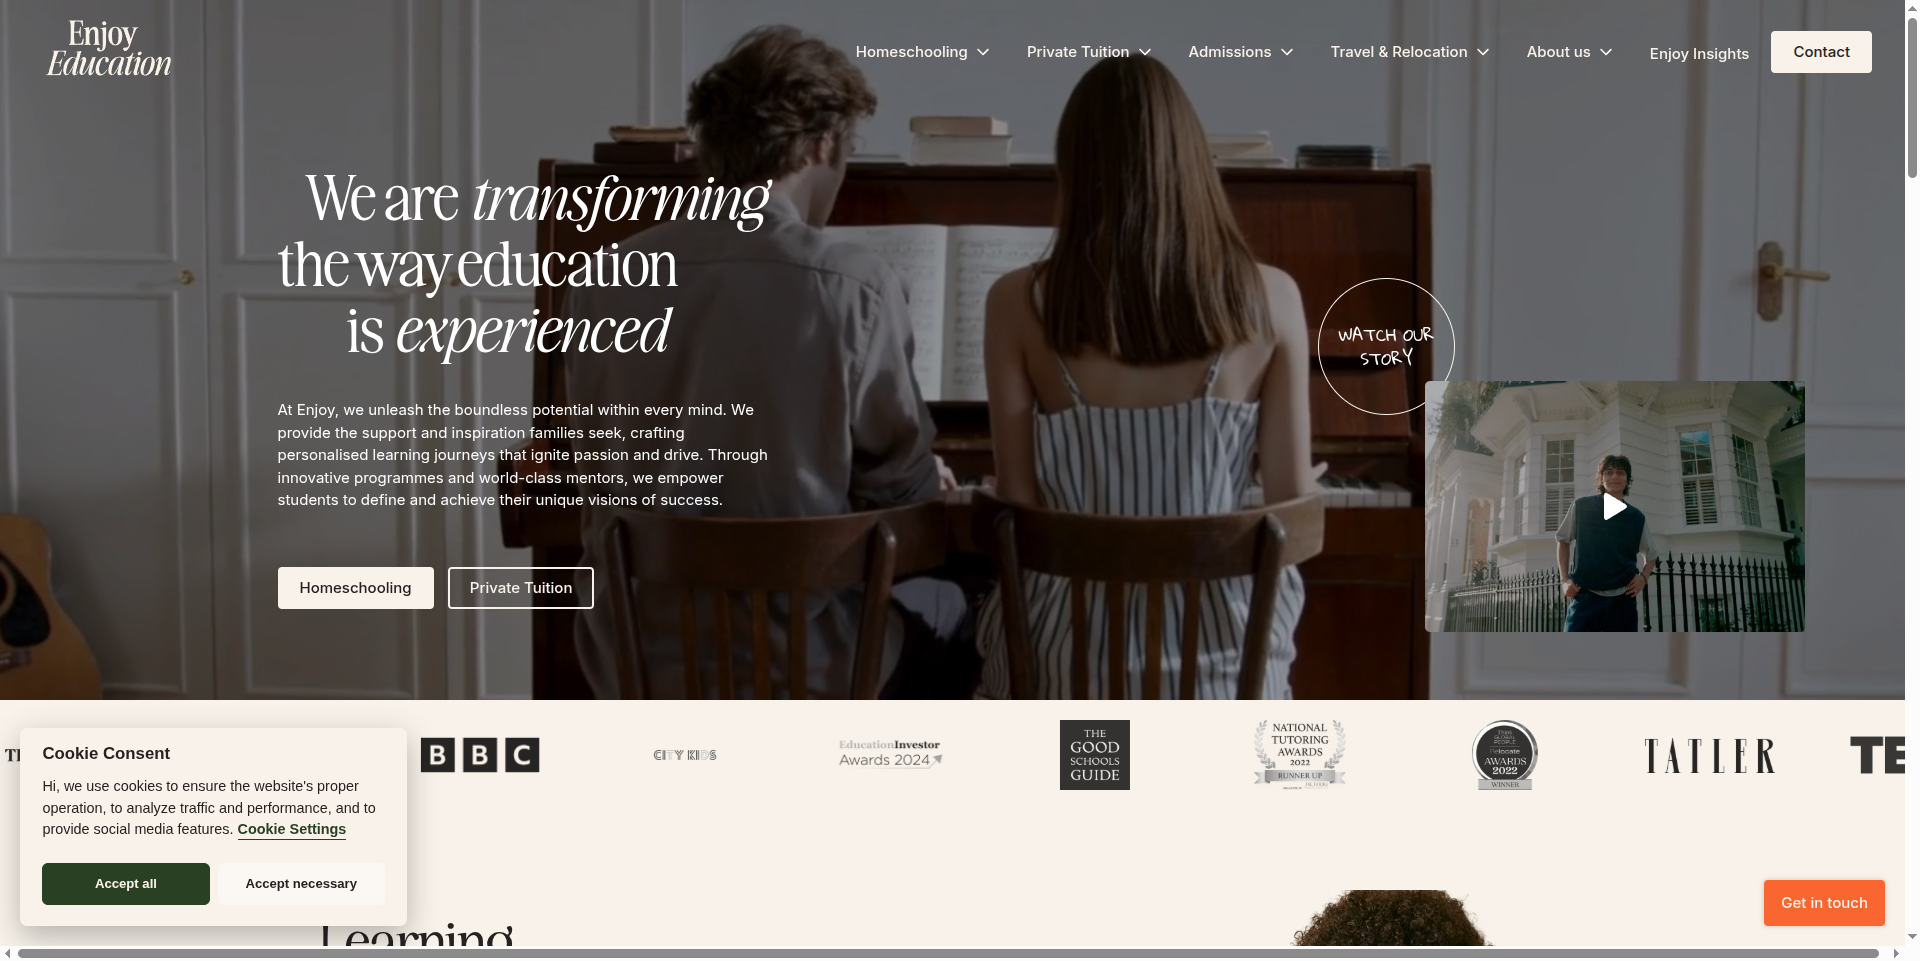 Enjoy
Education
Homeschooling
Private Tuition
Admissions
Travel & Relocation
About us
Enjoy Insights
Contact
We are transforming
the way education
is experienced
At Enjoy, we unleash the boundless potential within every mind. We
provide the support and inspiration families seek, crafting
personalised learning journeys that ignite passion and drive. Through
innovative programmes and world-class mentors, we empower
students to define and achieve their unique visions of success.
Homeschooling
Private Tuition
WATCH OUR
STORY
BBC
CITY KIDS
EducationInvestor
Awards 2024
THE
GOOD
SCHOOLS
GUIDE
NATIONAL
TUTORING
AWARDS
2022
RUNNER UP
Relocate
AWARDS
2022
WINNER
TATLER
TE
Cookie Consent
Hi, we use cookies to ensure the website's proper
operation, to analyze traffic and performance, and to
provide social media features. Cookie Settings
Accept all
Accept necessary
Learning
Get in touch